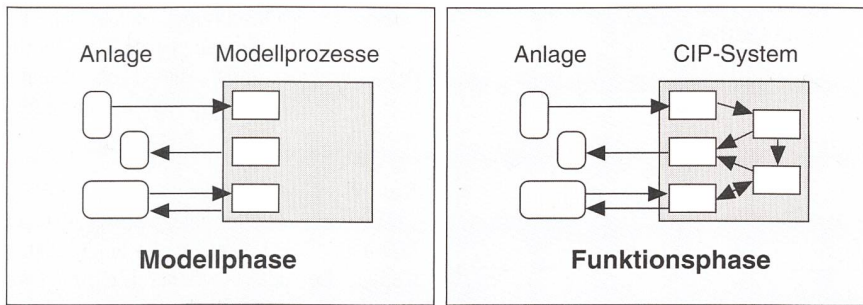 Anlage Modellprozesse
Modellphase
Anlage CIP-System
Funktionsphase